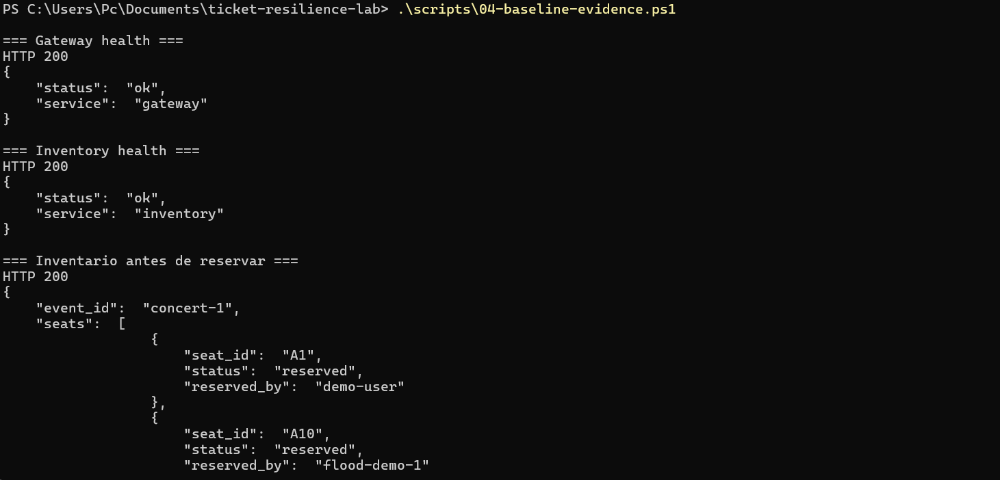 PS C:\Users\Pc\Documents\ticket-resilience-lab> .\scripts\04-baseline-evidence.ps1
=== Gateway health ===
HTTP 200
{
    "status":  "ok",
    "service":  "gateway"
}
=== Inventory health ===
HTTP 200
{
    "status":  "ok",
    "service":  "inventory"
}
=== Inventario antes de reservar ===
HTTP 200
{
    "event_id":  "concert-1",
    "seats":  [
                  {
                      "seat_id":  "A1",
                      "status":  "reserved",
                      "reserved_by":  "demo-user"
                  },
                  {
                      "seat_id":  "A10",
                      "status":  "reserved",
                      "reserved_by":  "flood-demo-1"